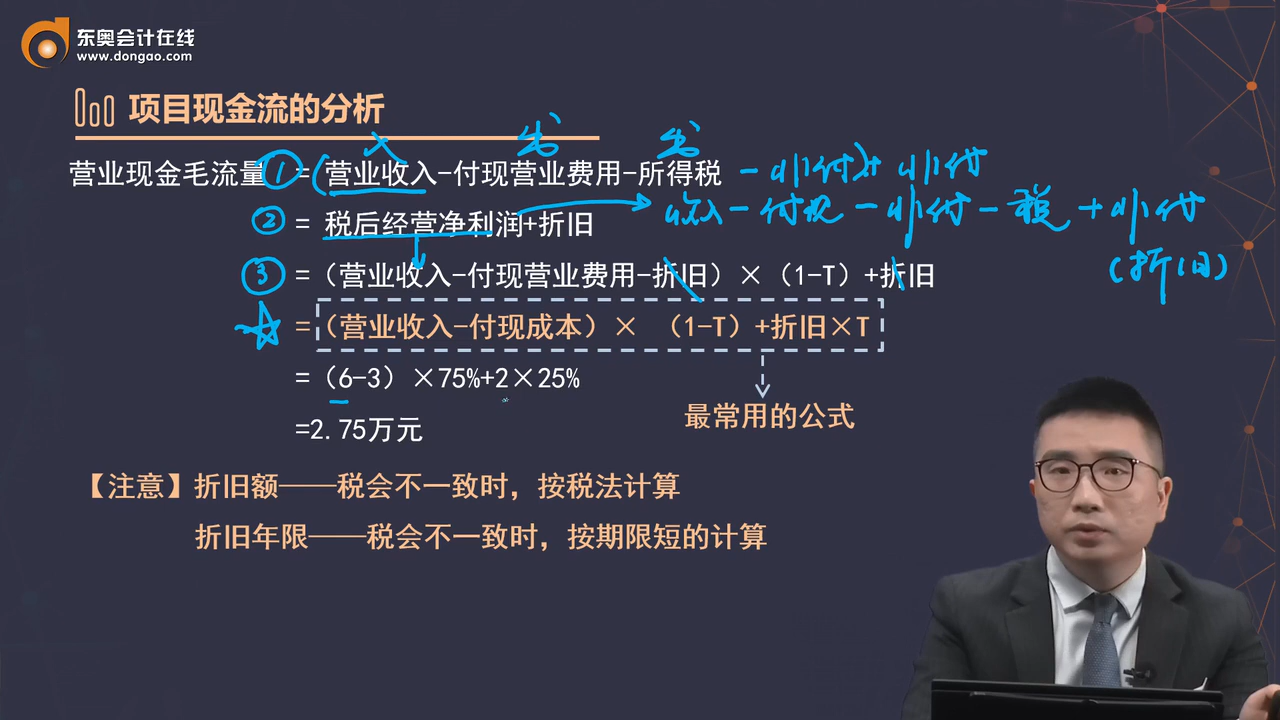 东奥会计在线
www.dongao.com
项目现金流的分析
入 出 出
营业现金毛流量①=(营业收入-付现营业费用-所得税 -非付)+非付
收入-付现-非付-税+非付
② = 税后经营净利润+折旧
(折旧)
③ =（营业收入-付现营业费用-折旧）×（1-T）+折旧
=（营业收入-付现成本）×（1-T）+折旧×T
=（6-3）×75%+2×25%
最常用的公式
=2.75万元
【注意】折旧额——税会不一致时，按税法计算
折旧年限——税会不一致时，按期限短的计算